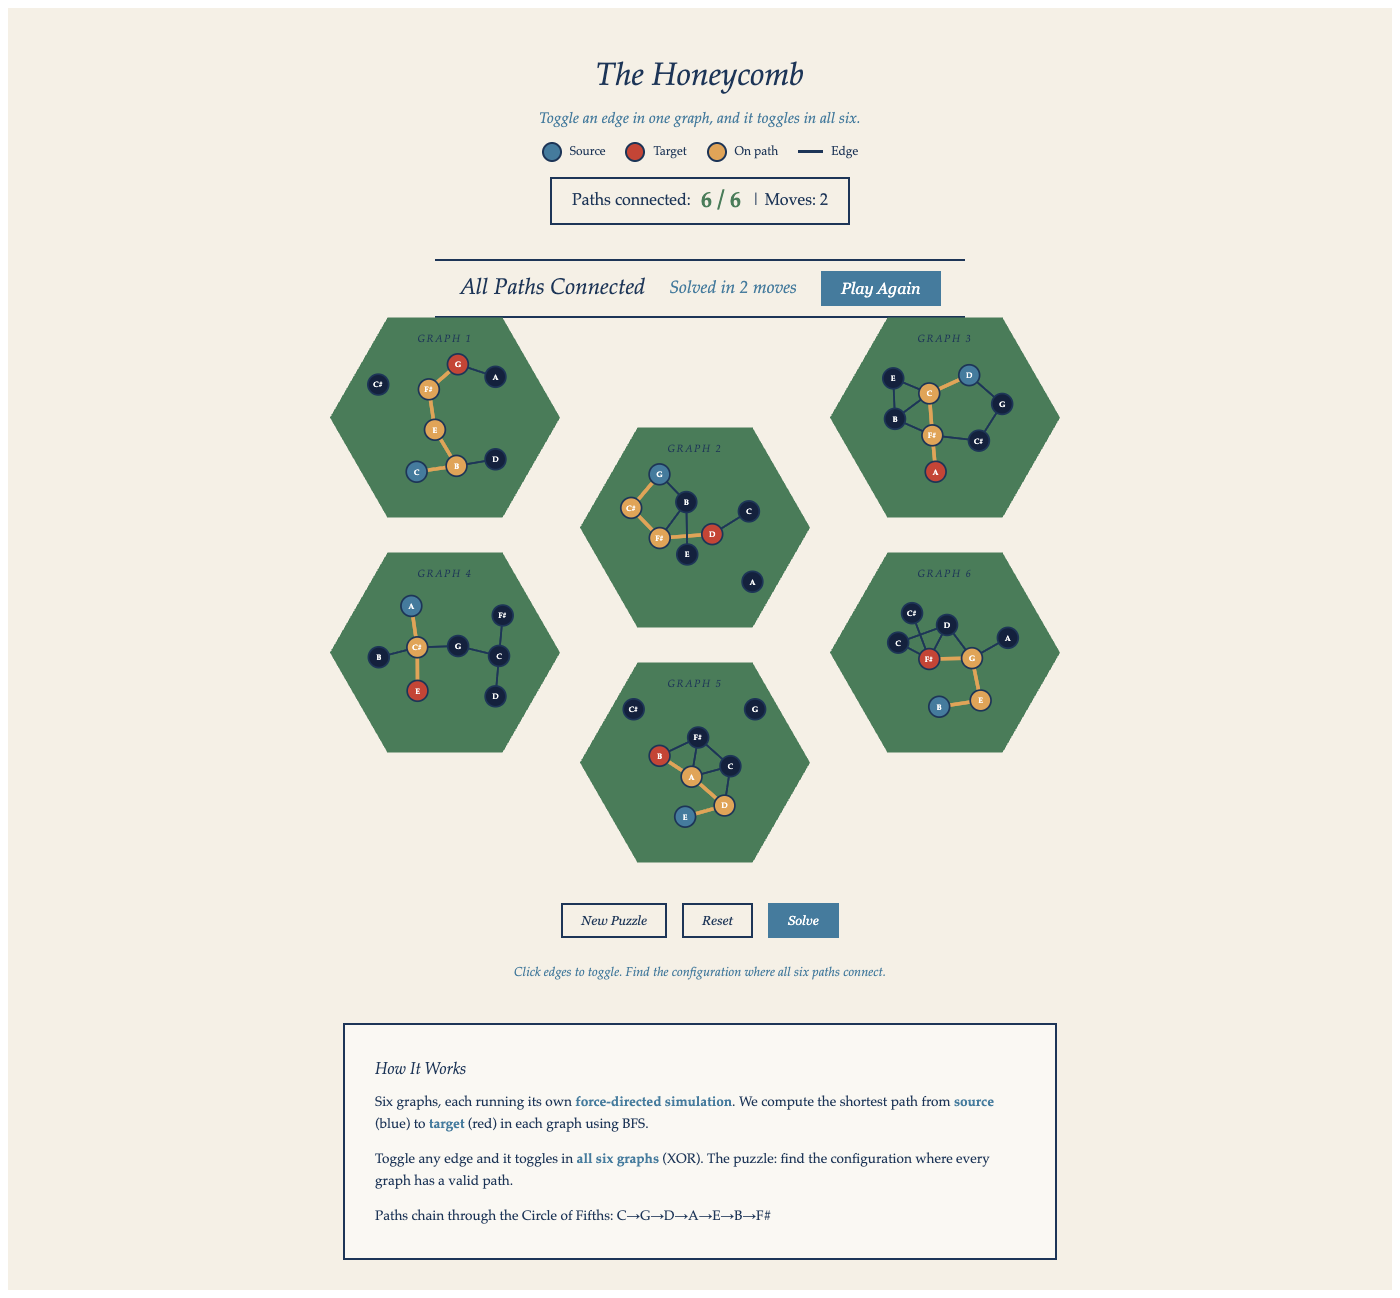 The Honeycomb
Toggle an edge in one graph, and it toggles in all six.
Source Target On path Edge
Paths connected: 6 / 6 | Moves: 2
All Paths Connected Solved in 2 moves Play Again
GRAPH 1
G
A
C#
F#
E
B
D
C
GRAPH 2
G
B
C#
C
F#
D
E
A
GRAPH 3
D
E
C
G
B
F#
C#
A
GRAPH 4
A
F#
C#
G
B
C
E
D
GRAPH 5
C#
G
F#
B
C
A
D
E
GRAPH 6
C#
D
C
A
F#
G
E
B
New Puzzle Reset Solve
Click edges to toggle. Find the configuration where all six paths connect.
How It Works
Six graphs, each running its own force-directed simulation. We compute the shortest path from source
(blue) to target (red) in each graph using BFS.
Toggle any edge and it toggles in all six graphs (XOR). The puzzle: find the configuration where every
graph has a valid path.
Paths chain through the Circle of Fifths: C→G→D→A→E→B→F#